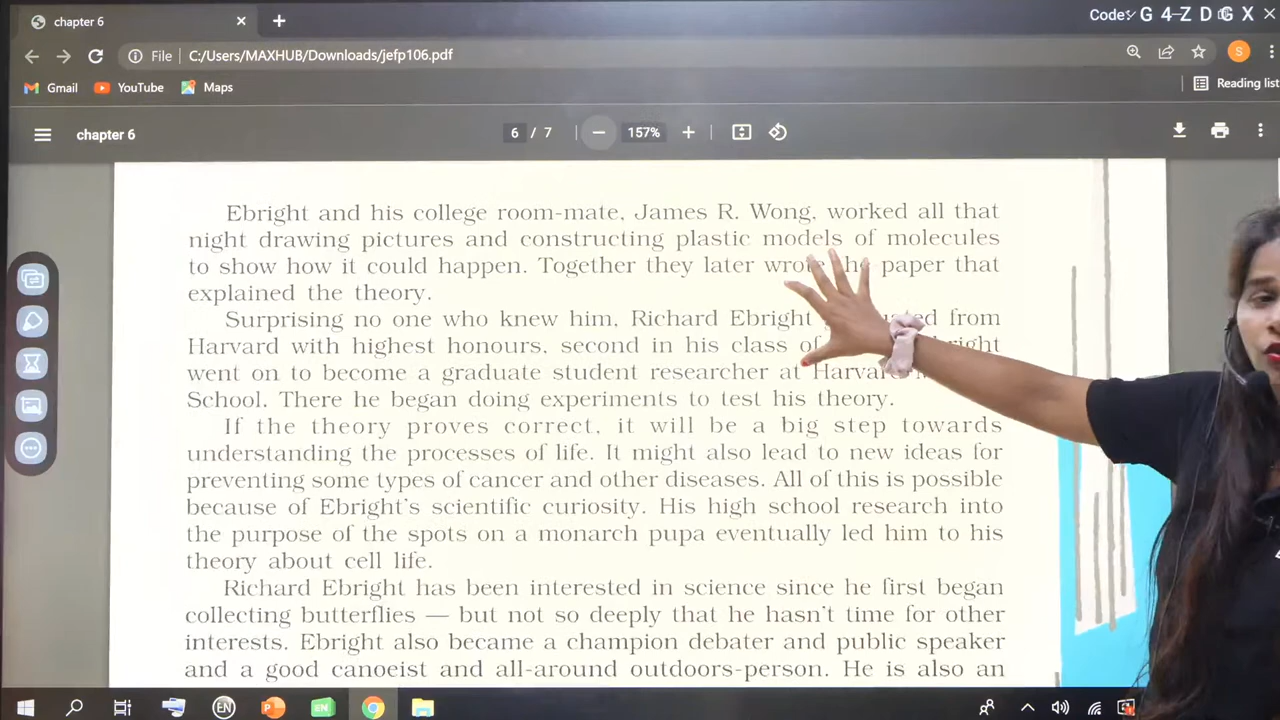 chapter 6
Code: G 4 Z D G X
File C:/Users/MAXHUB/Downloads/jefp106.pdf
S
Gmail YouTube Maps
Reading list
chapter 6
6 / 7 157%
Ebright and his college room-mate, James R. Wong, worked all that
night drawing pictures and constructing plastic models of molecules
to show how it could happen. Together they later wrote he paper that
explained the theory.
Surprising no one who knew him, Richard Ebright from
Harvard with highest honours, second in his class of
went on to become a graduate student researcher at Harvard
School. There he began doing experiments to test his theory.
If the theory proves correct, it will be a big step towards
understanding the processes of life. It might also lead to new ideas for
preventing some types of cancer and other diseases. All of this is possible
because of Ebright's scientific curiosity. His high school research into
the purpose of the spots on a monarch pupa eventually led him to his
theory about cell life.
Richard Ebright has been interested in science since he first began
collecting butterflies — but not so deeply that he hasn't time for other
interests. Ebright also became a champion debater and public speaker
and a good canoeist and all-around outdoors-person. He is also an
EN P EN